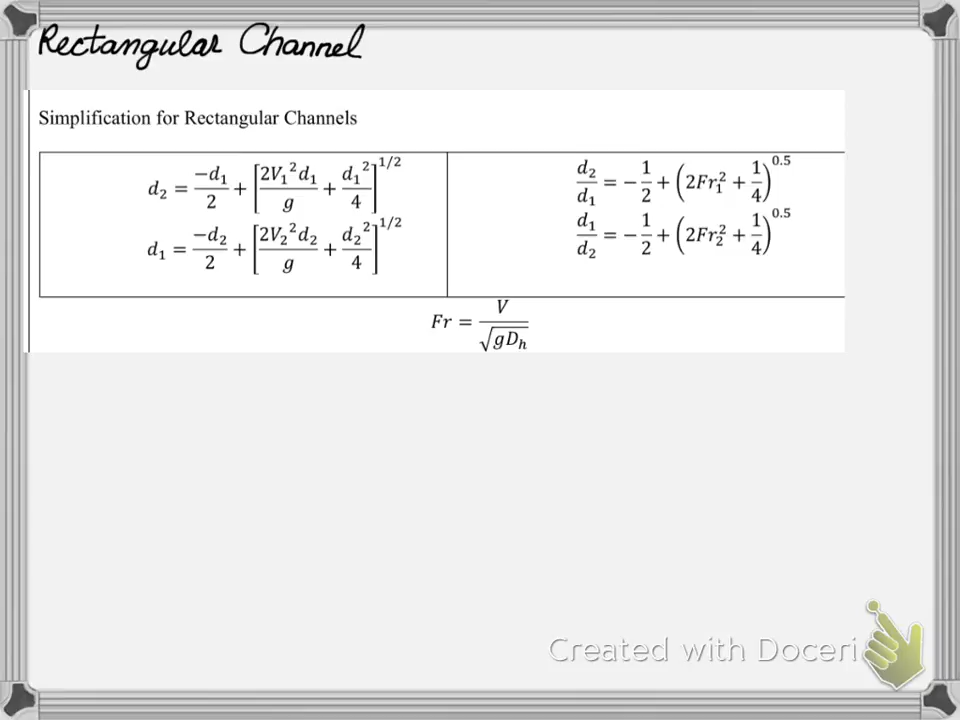 Rectangular Channel
Simplification for Rectangular Channels
d₂ = -d₁/2 + [2V₁²d₁/g + d₁²/4]^1/2
d₁ = -d₂/2 + [2V₂²d₂/g + d₂²/4]^1/2
d₂/d₁ = -1/2 + (2Fr₁² + 1/4)^0.5
d₁/d₂ = -1/2 + (2Fr₂² + 1/4)^0.5
Fr = V/√(gDₕ)
Created with Doceri